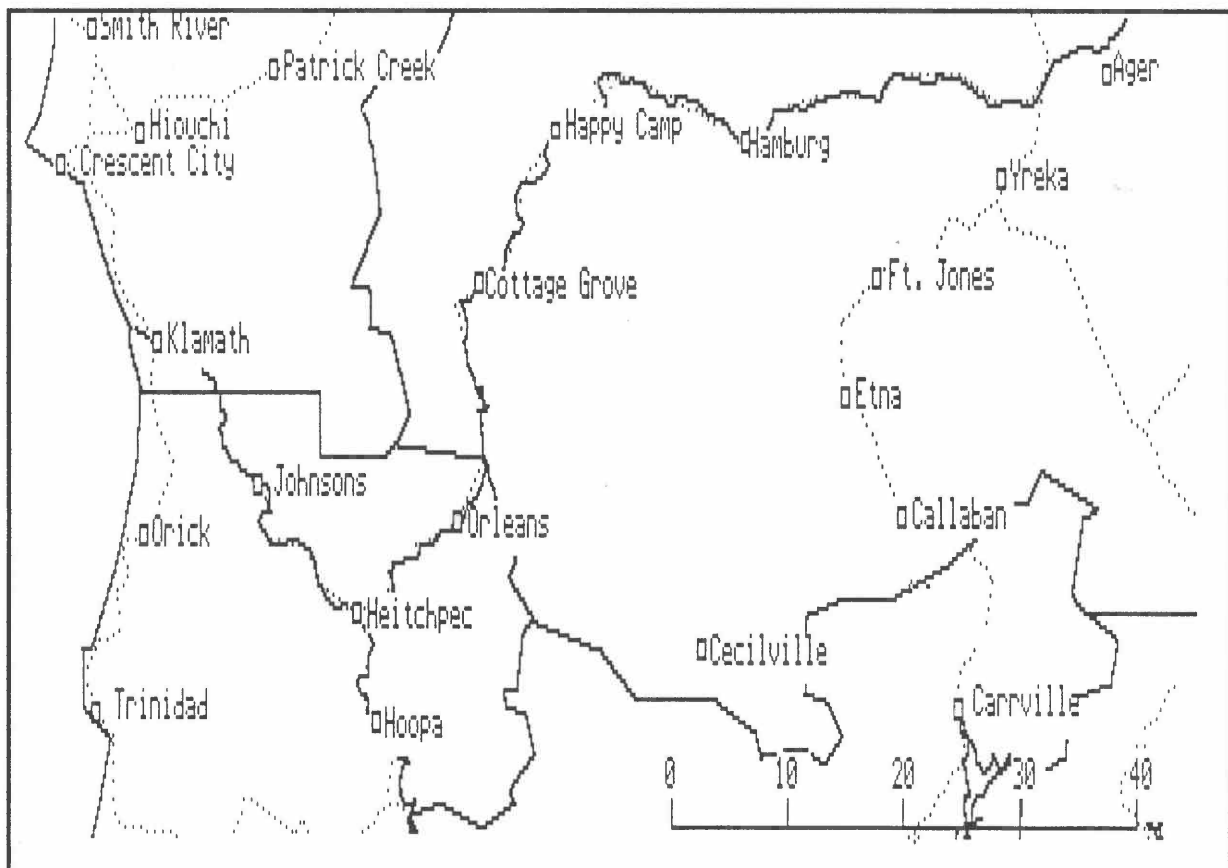 Smith River
Patrick Creek
Ager
Hiouchi
Happy Camp
Hamburg
Crescent City
Yreka
Cottage Grove
Ft. Jones
Klamath
Etna
Johnsons
Orleans
Callaban
Orick
Heitchpec
Cecilville
Trinidad
Hoopa
Carrville
0 10 20 30 40